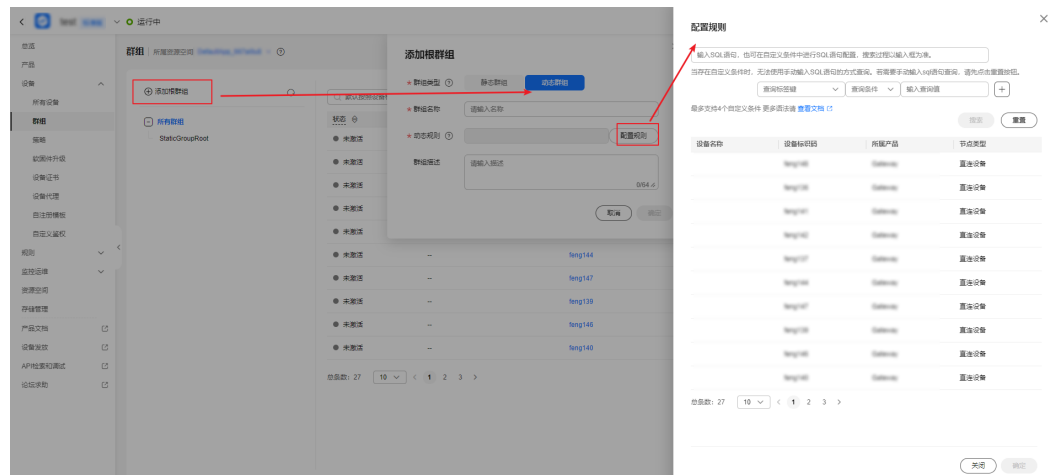 运行中
总览
产品
设备
所有设备
群组
策略
软固件升级
设备证书
设备代理
自注册模板
自定义鉴权
规则
监控运维
资源空间
存储管理
产品文档
设备发放
API检索和调试
论坛求助
群组 | 所属资源空间
添加根群组
所有群组
StaticGroupRoot
状态
未激活
未激活
未激活
未激活
未激活
未激活 -- feng144
未激活 -- feng147
未激活 -- feng139
未激活 -- feng146
未激活 -- feng140
总条数: 27 10 < 1 2 3 >
添加根群组
* 群组类型 静态群组 动态群组
* 群组名称 请输入名称
* 动态规则 配置规则
群组描述 请输入描述
0/64
取消 确定
配置规则
输入SQL语句，也可在自定义条件中进行SQL语句配置，搜索过程以输入框为准。
当存在自定义条件时，无法使用手动输入SQL语句的方式查询。若需要手动输入sql语句查询，请先点击重置按钮。
查询标签键 查询条件 输入查询值
最多支持4个自定义条件 更多语法请 查看文档
搜索 重置
设备名称 设备标识码 所属产品 节点类型
直连设备
直连设备
直连设备
直连设备
直连设备
直连设备
直连设备
直连设备
直连设备
直连设备
总条数: 27 10 < 1 2 3 >
关闭 确定